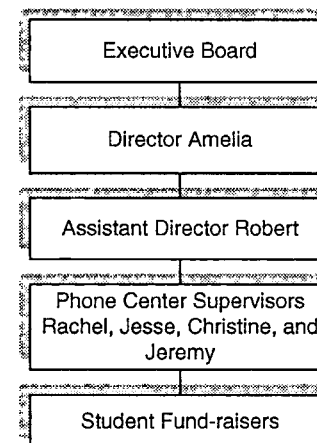 Executive Board
Director Amelia
Assistant Director Robert
Phone Center Supervisors
Rachel, Jesse, Christine, and
Jeremy
Student Fund-raisers